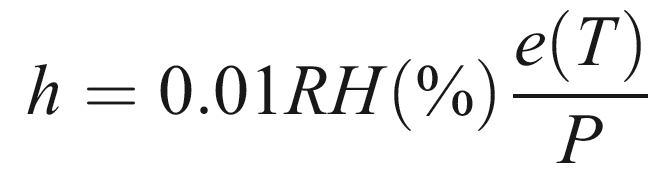 h = 0.01RH(%) e(T)/P